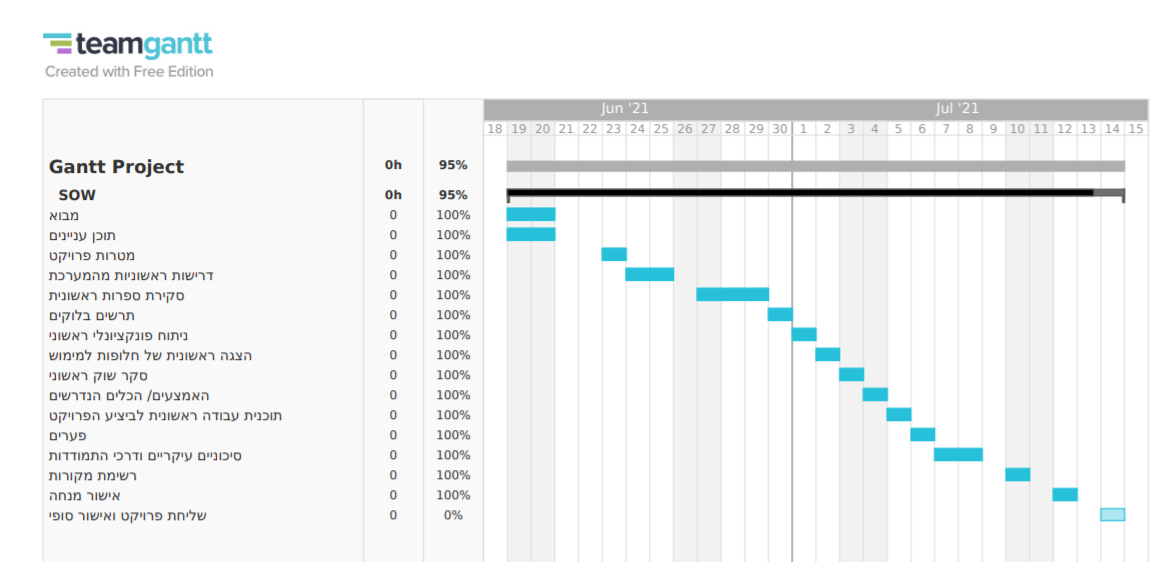 teamgantt
Created with Free Edition
Jun '21 Jul '21
18 19 20 21 22 23 24 25 26 27 28 29 30 1 2 3 4 5 6 7 8 9 10 11 12 13 14 15
Gantt Project 0h 95%
SOW 0h 95%
מבוא 0 100%
תוכן עניינים 0 100%
מטרות פרויקט 0 100%
דרישות ראשוניות מהמערכת 0 100%
סקירת ספרות ראשונית 0 100%
תרשים בלוקים 0 100%
ניתוח פונקציונלי ראשוני 0 100%
הצגה ראשונית של חלופות למימוש 0 100%
סקר שוק ראשוני 0 100%
האמצעים/ הכלים הנדרשים 0 100%
תוכנית עבודה ראשונית לביציע הפרויקט 0 100%
פערים 0 100%
סיכוניים עיקריים ודרכי התמודדות 0 100%
רשימת מקורות 0 100%
אישור מנחה 0 100%
שליחת פרויקט ואישור סופי 0 0%